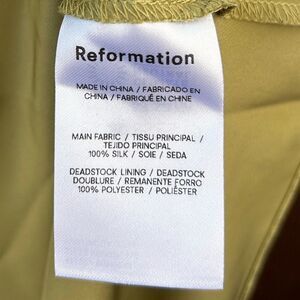 Reformation
MADE IN CHINA / FABRICADO EN
CHINA / FABRIQUÉ EN CHINE
MAIN FABRIC / TISSU PRINCIPAL /
TEJIDO PRINCIPAL
100% SILK / SOIE / SEDA
DEADSTOCK LINING / DEADSTOCK
DOUBLURE / REMANENTE FORRO
100% POLYESTER / POLIÉSTER